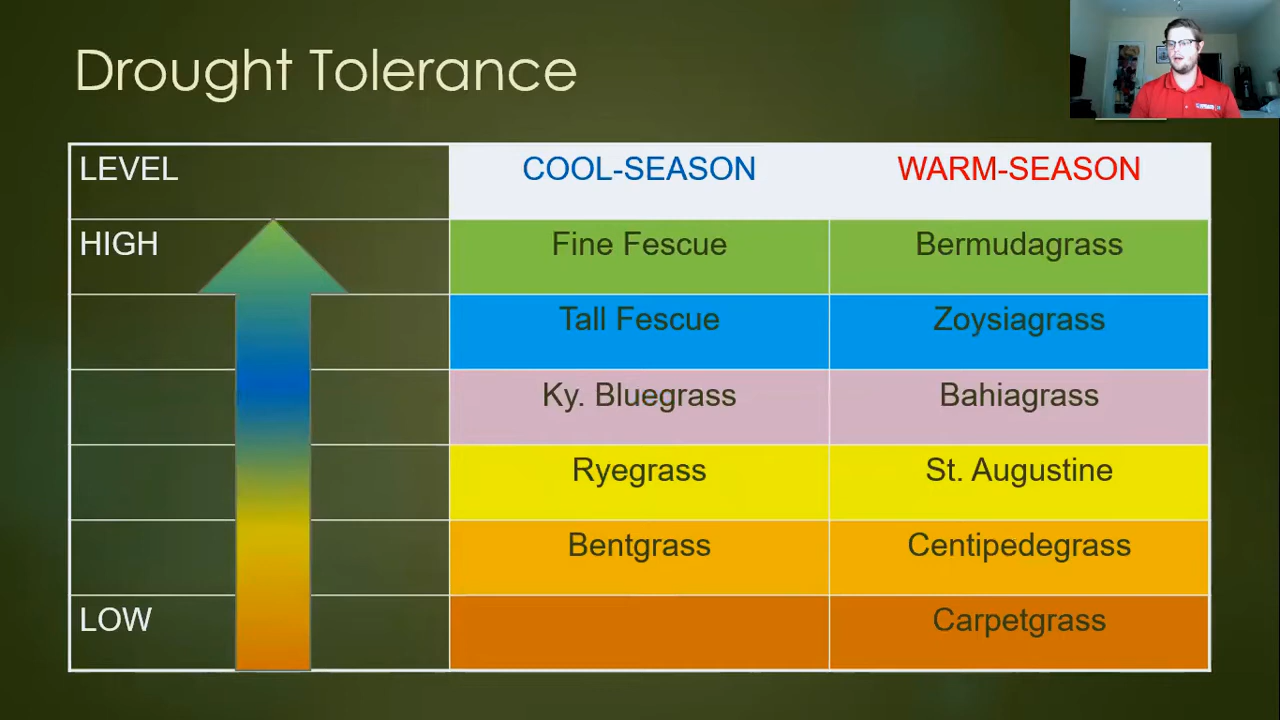 Drought Tolerance
LEVEL COOL-SEASON WARM-SEASON
HIGH Fine Fescue Bermudagrass
Tall Fescue Zoysiagrass
Ky. Bluegrass Bahiagrass
Ryegrass St. Augustine
Bentgrass Centipedegrass
LOW Carpetgrass